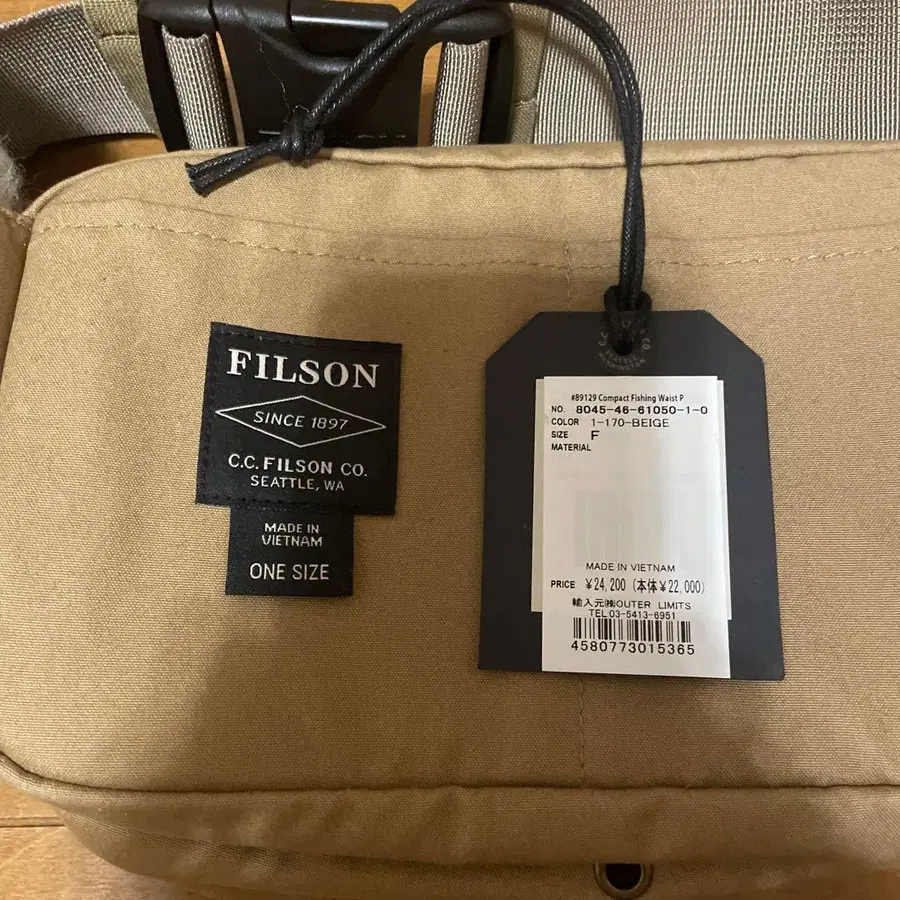 FILSON
SINCE 1897
C.C. FILSON CO.
SEATTLE, WA
MADE IN
VIETNAM
ONE SIZE
#89129 Compact Fishing Waist P
NO. 8045-46-61050-1-0
COLOR 1-170-BEIGE
SIZE F
MATERIAL
MADE IN VIETNAM
PRICE ¥24,200 (本体¥22,000)
輸入元㈱OUTER LIMITS
TEL:03-5413-6951
4580773015365